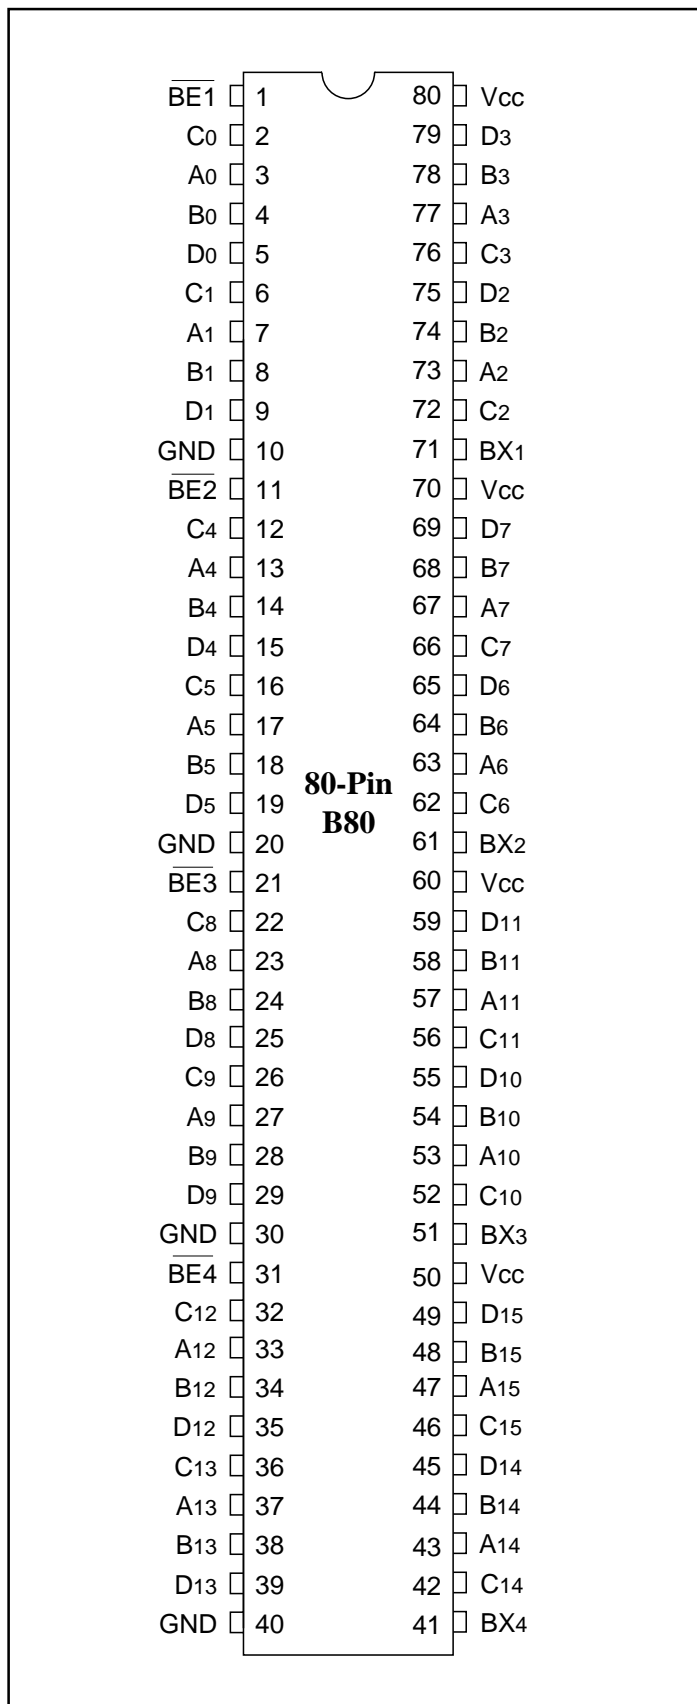 B̅E̅1̅ 1 80 Vcc
C0 2 79 D3
A0 3 78 B3
B0 4 77 A3
D0 5 76 C3
C1 6 75 D2
A1 7 74 B2
B1 8 73 A2
D1 9 72 C2
GND 10 71 BX1
B̅E̅2̅ 11 70 Vcc
C4 12 69 D7
A4 13 68 B7
B4 14 67 A7
D4 15 66 C7
C5 16 65 D6
A5 17 64 B6
B5 18 63 A6
80-Pin
D5 19 62 C6
B80
GND 20 61 BX2
B̅E̅3̅ 21 60 Vcc
C8 22 59 D11
A8 23 58 B11
B8 24 57 A11
D8 25 56 C11
C9 26 55 D10
A9 27 54 B10
B9 28 53 A10
D9 29 52 C10
GND 30 51 BX3
B̅E̅4̅ 31 50 Vcc
C12 32 49 D15
A12 33 48 B15
B12 34 47 A15
D12 35 46 C15
C13 36 45 D14
A13 37 44 B14
B13 38 43 A14
D13 39 42 C14
GND 40 41 BX4